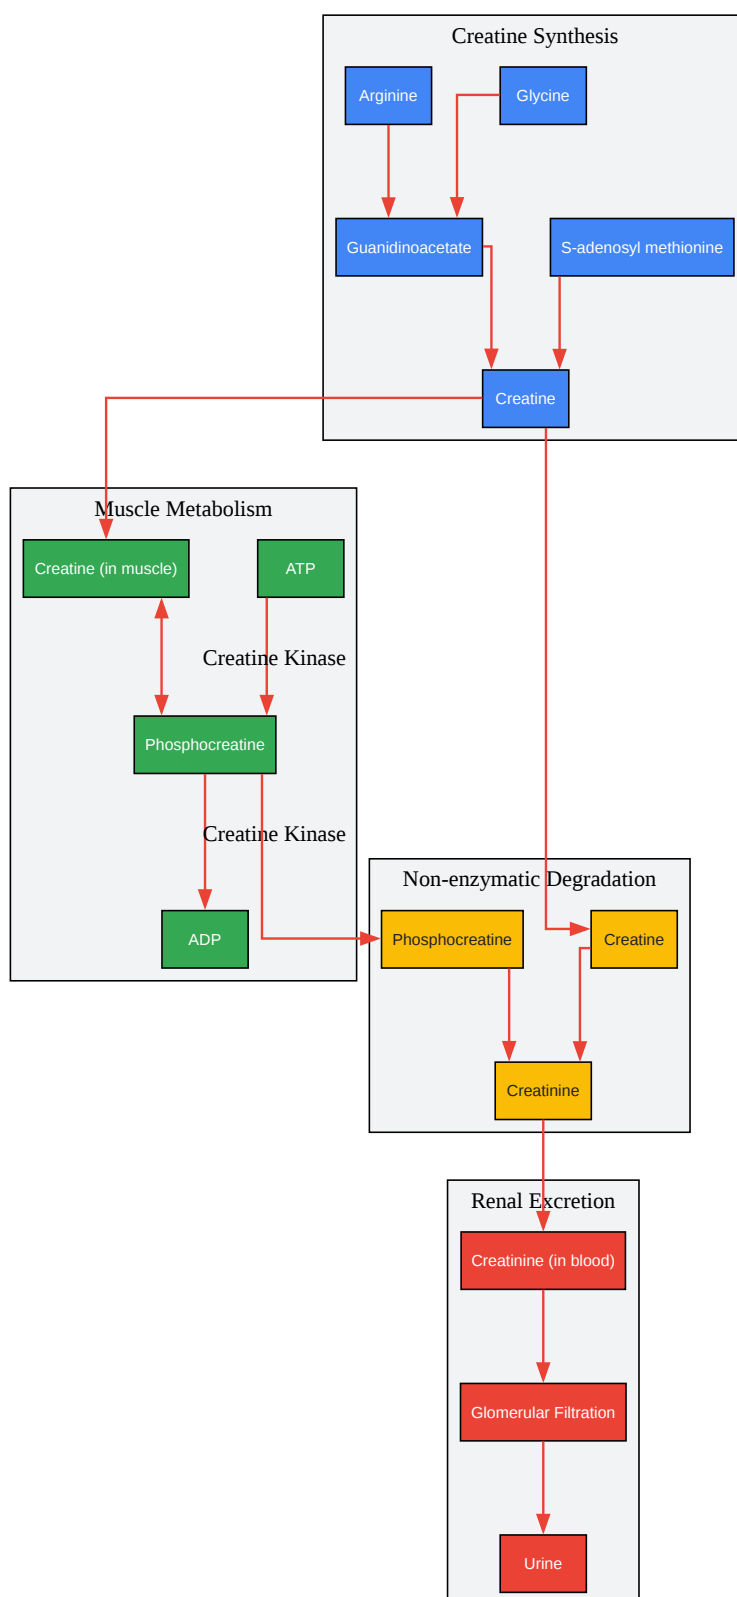 Creatine Synthesis
Arginine
Glycine
Guanidinoacetate
S-adenosyl methionine
Creatine
Muscle Metabolism
Creatine (in muscle)
ATP
Creatine Kinase
Phosphocreatine
Creatine Kinase
ADP
Non-enzymatic Degradation
Phosphocreatine
Creatine
Creatinine
Renal Excretion
Creatinine (in blood)
Glomerular Filtration
Urine